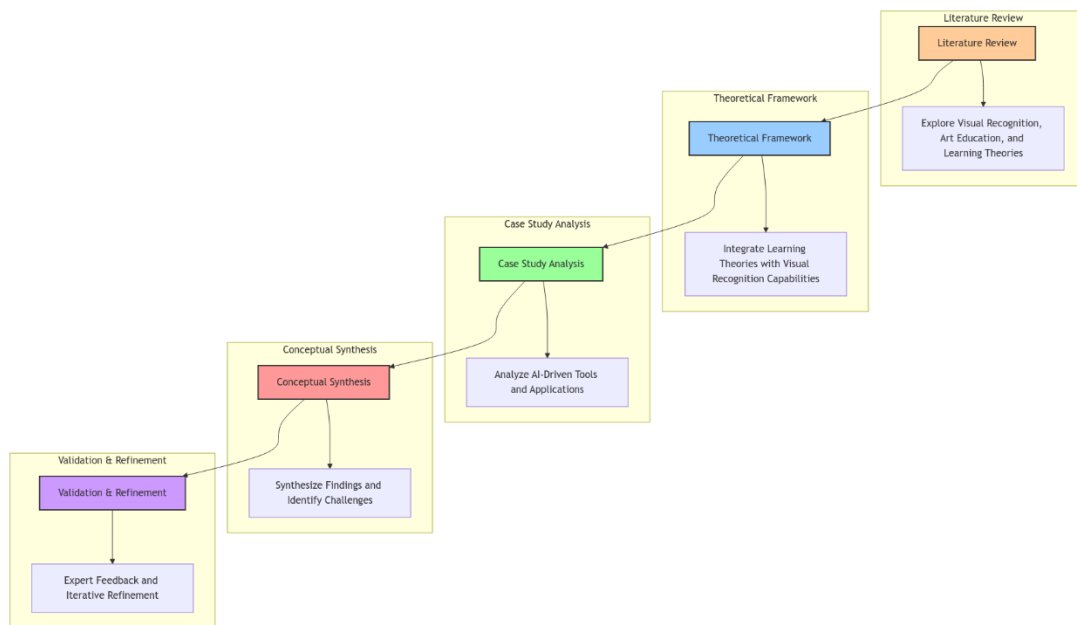 Literature Review
Literature Review
Explore Visual Recognition,
Art Education, and
Learning Theories
Theoretical Framework
Theoretical Framework
Integrate Learning
Theories with Visual
Recognition Capabilities
Case Study Analysis
Case Study Analysis
Analyze AI-Driven Tools
and Applications
Conceptual Synthesis
Conceptual Synthesis
Synthesize Findings and
Identify Challenges
Validation & Refinement
Validation & Refinement
Expert Feedback and
Iterative Refinement